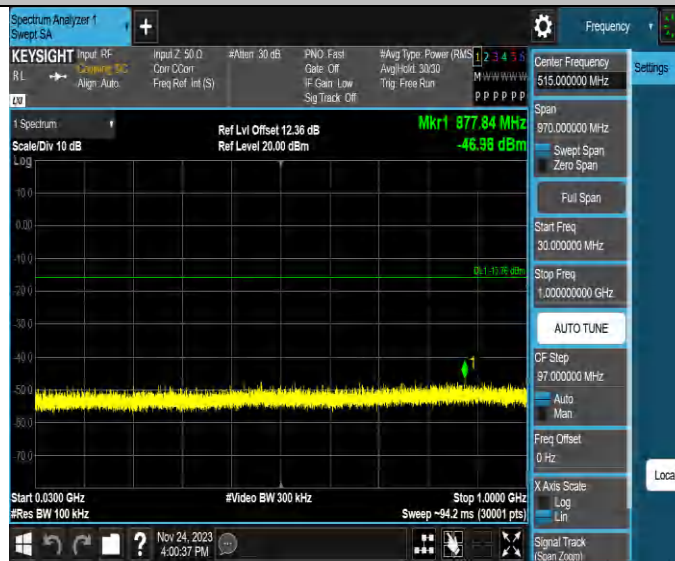 Spectrum Analyzer 1
Swept SA
Frequency
KEYSIGHT
Input: RF
Coupling: DC
Align: Auto
Input Z: 50 Ω
Corr CCorr
Freq Ref: Int (S)
#Atten: 30 dB
PNO: Fast
Gate: Off
IF Gain: Low
Sig Track: Off
#Avg Type: Power (RMS
Avg|Hold: 30/30
Trig: Free Run
1 2 3 4 5 6
M W W W W W
P P P P P P
RL
LXI
Center Frequency
515.000000 MHz
Settings
1 Spectrum
Scale/Div 10 dB
Ref Lvl Offset 12.36 dB
Ref Level 20.00 dBm
Mkr1 877.84 MHz
-46.98 dBm
Span
970.000000 MHz
Swept Span
Zero Span
Full Span
Log
10.0
0.00
-10.0
-30.0
-40.0
-50.0
-60.0
-70.0
1
Start Freq
30.000000 MHz
Stop Freq
1.000000000 GHz
AUTO TUNE
CF Step
97.000000 MHz
Auto
Man
Freq Offset
0 Hz
Local
X Axis Scale
Log
Lin
Signal Track
(Span Zoom)
Start 0.0300 GHz
#Res BW 100 kHz
#Video BW 300 kHz
Stop 1.0000 GHz
Sweep ~94.2 ms (30001 pts)
?
Nov 24, 2023
4:00:37 PM